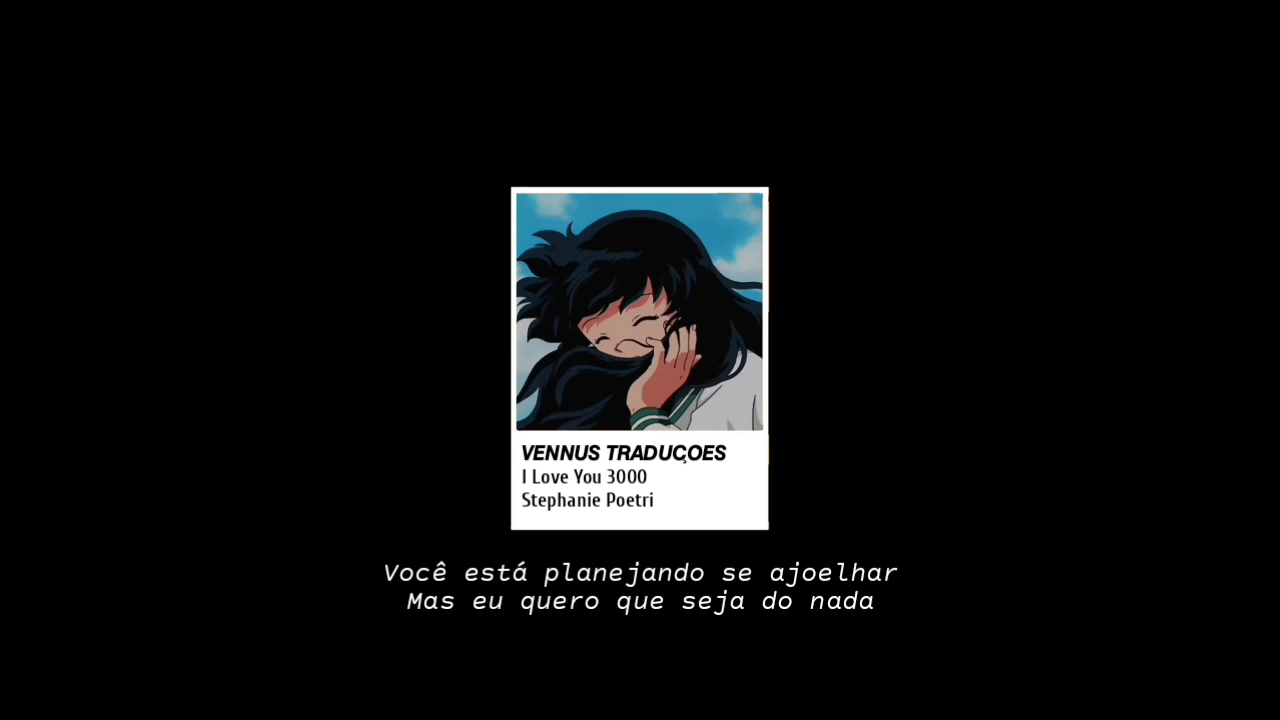 VENNUS TRADUÇOES
I Love You 3000
Stephanie Poetri
Você está planejando se ajoelhar
Mas eu quero que seja do nada